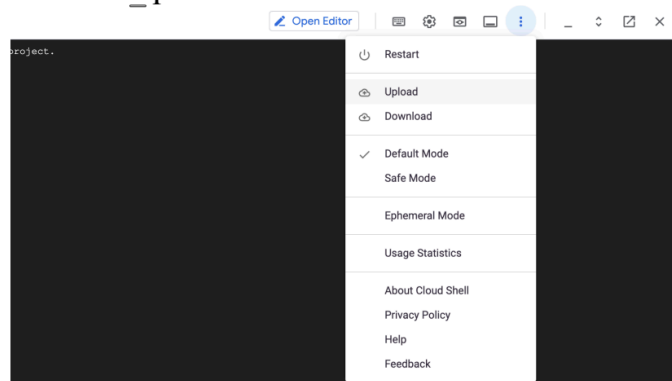 Open Editor
project.
Restart
Upload
Download
Default Mode
Safe Mode
Ephemeral Mode
Usage Statistics
About Cloud Shell
Privacy Policy
Help
Feedback